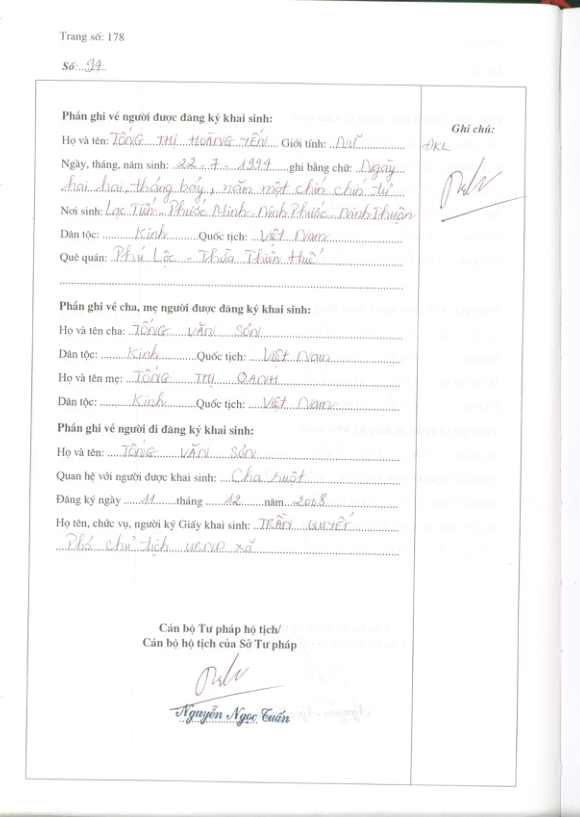 Trang số: 178
Số: 94
Phần ghi về người được đăng ký khai sinh:
Ghi chú:
Họ và tên: TỐNG THỊ HOÀNG YẾN Giới tính: NỮ
ĐKL
Ngày, tháng, năm sinh: 22-7-1994 ghi bằng chữ: Ngày
hai hai, tháng bảy, năm một chín chín tư
Nơi sinh: Lạc Tiến - Phước Minh - Ninh Phước - Ninh Thuận
Dân tộc: Kinh Quốc tịch: Việt Nam
Quê quán: Phú Lộc - Thừa Thiên Huế
Phần ghi về cha, mẹ người được đăng ký khai sinh:
Họ và tên cha: TỐNG VĂN SƠN
Dân tộc: Kinh Quốc tịch: Việt Nam
Họ và tên mẹ: TỐNG THỊ OANH
Dân tộc: Kinh Quốc tịch: Việt Nam
Phần ghi về người đi đăng ký khai sinh:
Họ và tên: TỐNG VĂN SƠN
Quan hệ với người được khai sinh: Cha ruột
Đăng ký ngày 11 tháng 12 năm 2008
Họ tên, chức vụ, người ký Giấy khai sinh: TRẦN QUYẾT
Phó chủ tịch UBND xã
Cán bộ Tư pháp hộ tịch/
Cán bộ hộ tịch của Sở Tư pháp
Nguyễn Ngọc Tuấn